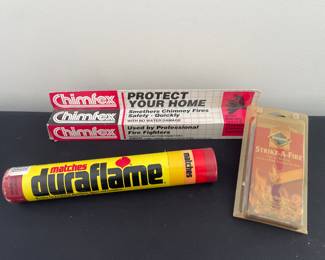 Chimfex
Chimfex
Chimfex
PROTECT
YOUR HOME
Smothers Chimney Fires
Safely - Quickly
WITH NO WATER DAMAGE
Used by Professional
Fire Fighters
matches
duraflame
matches
STRIKE-A-FIRE